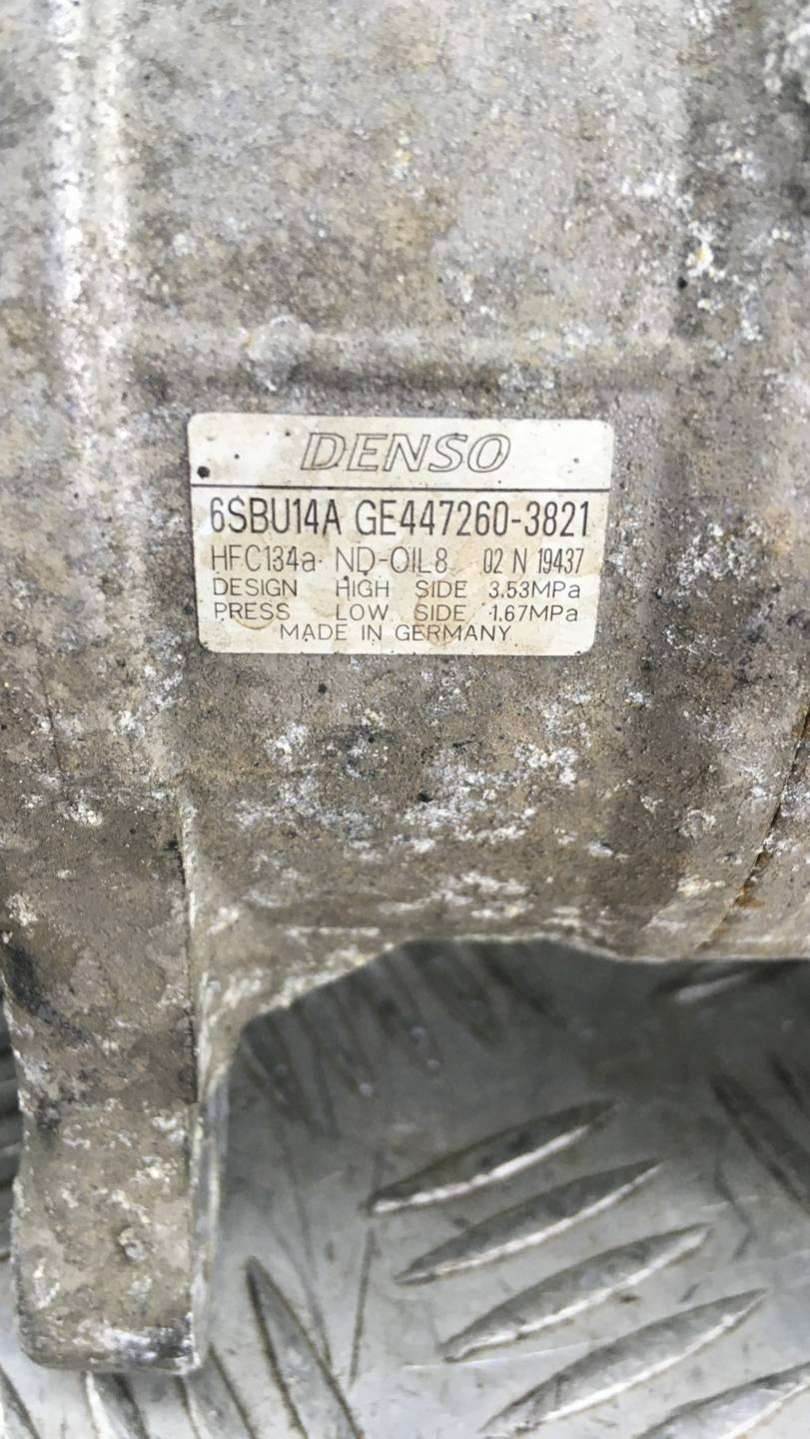 DENSO
6SBU14A GE447260-3821
HFC134a ND-OIL8 02 N 19437
DESIGN HIGH SIDE 3.53MPa
PRESS LOW SIDE 1.67MPa
MADE IN GERMANY